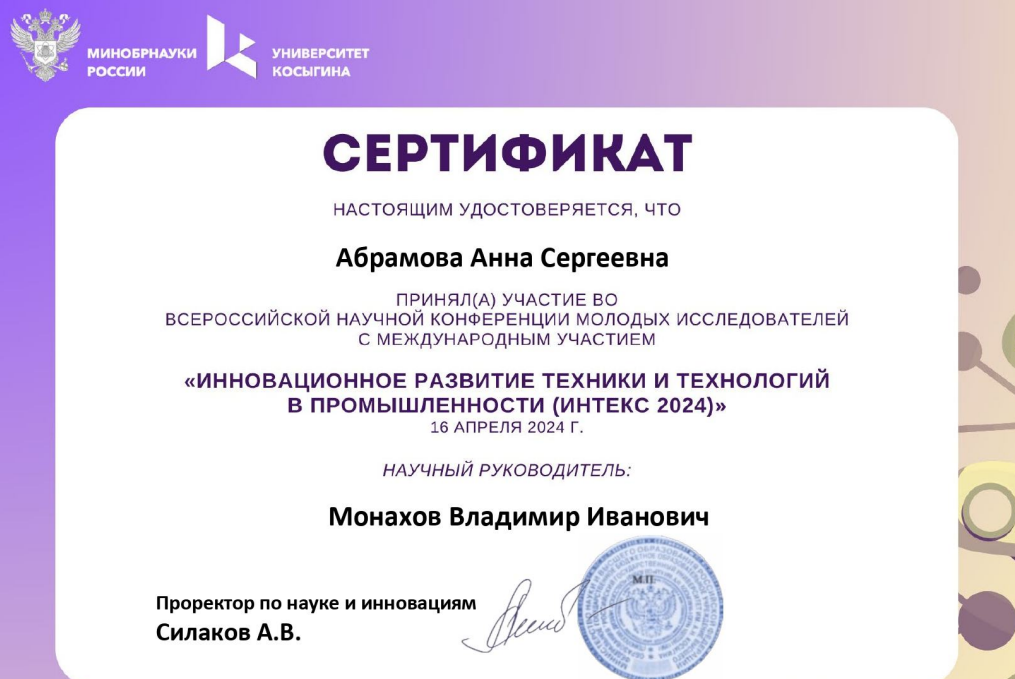 МИНОБРНАУКИ
РОССИИ
УНИВЕРСИТЕТ
КОСЫГИНА
СЕРТИФИКАТ
НАСТОЯЩИМ УДОСТОВЕРЯЕТСЯ, ЧТО
Абрамова Анна Сергеевна
ПРИНЯЛ(А) УЧАСТИЕ ВО
ВСЕРОССИЙСКОЙ НАУЧНОЙ КОНФЕРЕНЦИИ МОЛОДЫХ ИССЛЕДОВАТЕЛЕЙ
С МЕЖДУНАРОДНЫМ УЧАСТИЕМ
«ИННОВАЦИОННОЕ РАЗВИТИЕ ТЕХНИКИ И ТЕХНОЛОГИЙ
В ПРОМЫШЛЕННОСТИ (ИНТЕКС 2024)»
16 АПРЕЛЯ 2024 Г.
НАУЧНЫЙ РУКОВОДИТЕЛЬ:
Монахов Владимир Иванович
М.П.
Проректор по науке и инновациям
Силаков А.В.